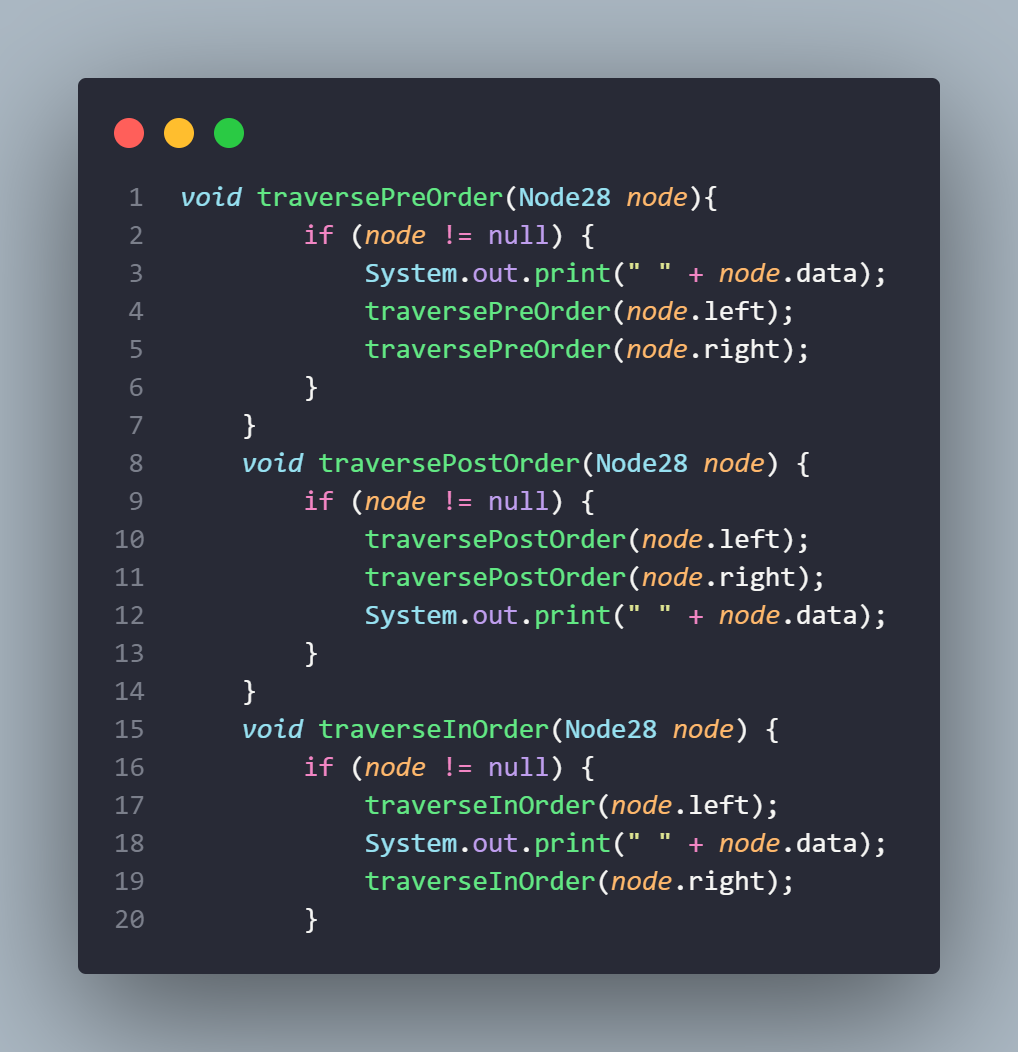 1 void traversePreOrder(Node28 node){
2         if (node != null) {
3             System.out.print(" " + node.data);
4             traversePreOrder(node.left);
5             traversePreOrder(node.right);
6         }
7     }
8     void traversePostOrder(Node28 node) {
9         if (node != null) {
10             traversePostOrder(node.left);
11             traversePostOrder(node.right);
12             System.out.print(" " + node.data);
13         }
14     }
15     void traverseInOrder(Node28 node) {
16         if (node != null) {
17             traverseInOrder(node.left);
18             System.out.print(" " + node.data);
19             traverseInOrder(node.right);
20         }